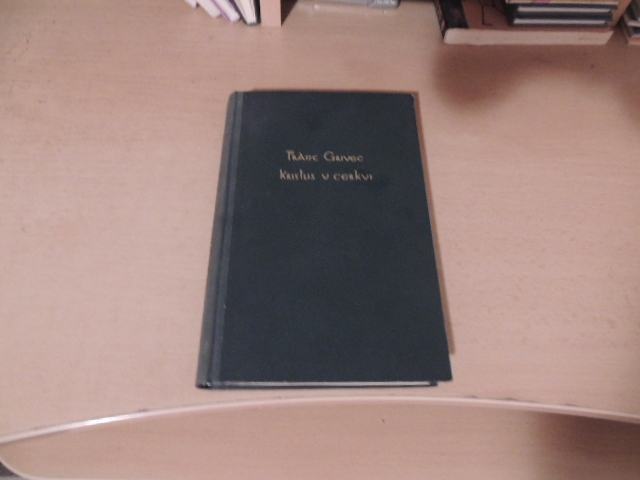 Franc Grivec
Kristus v cerkvi